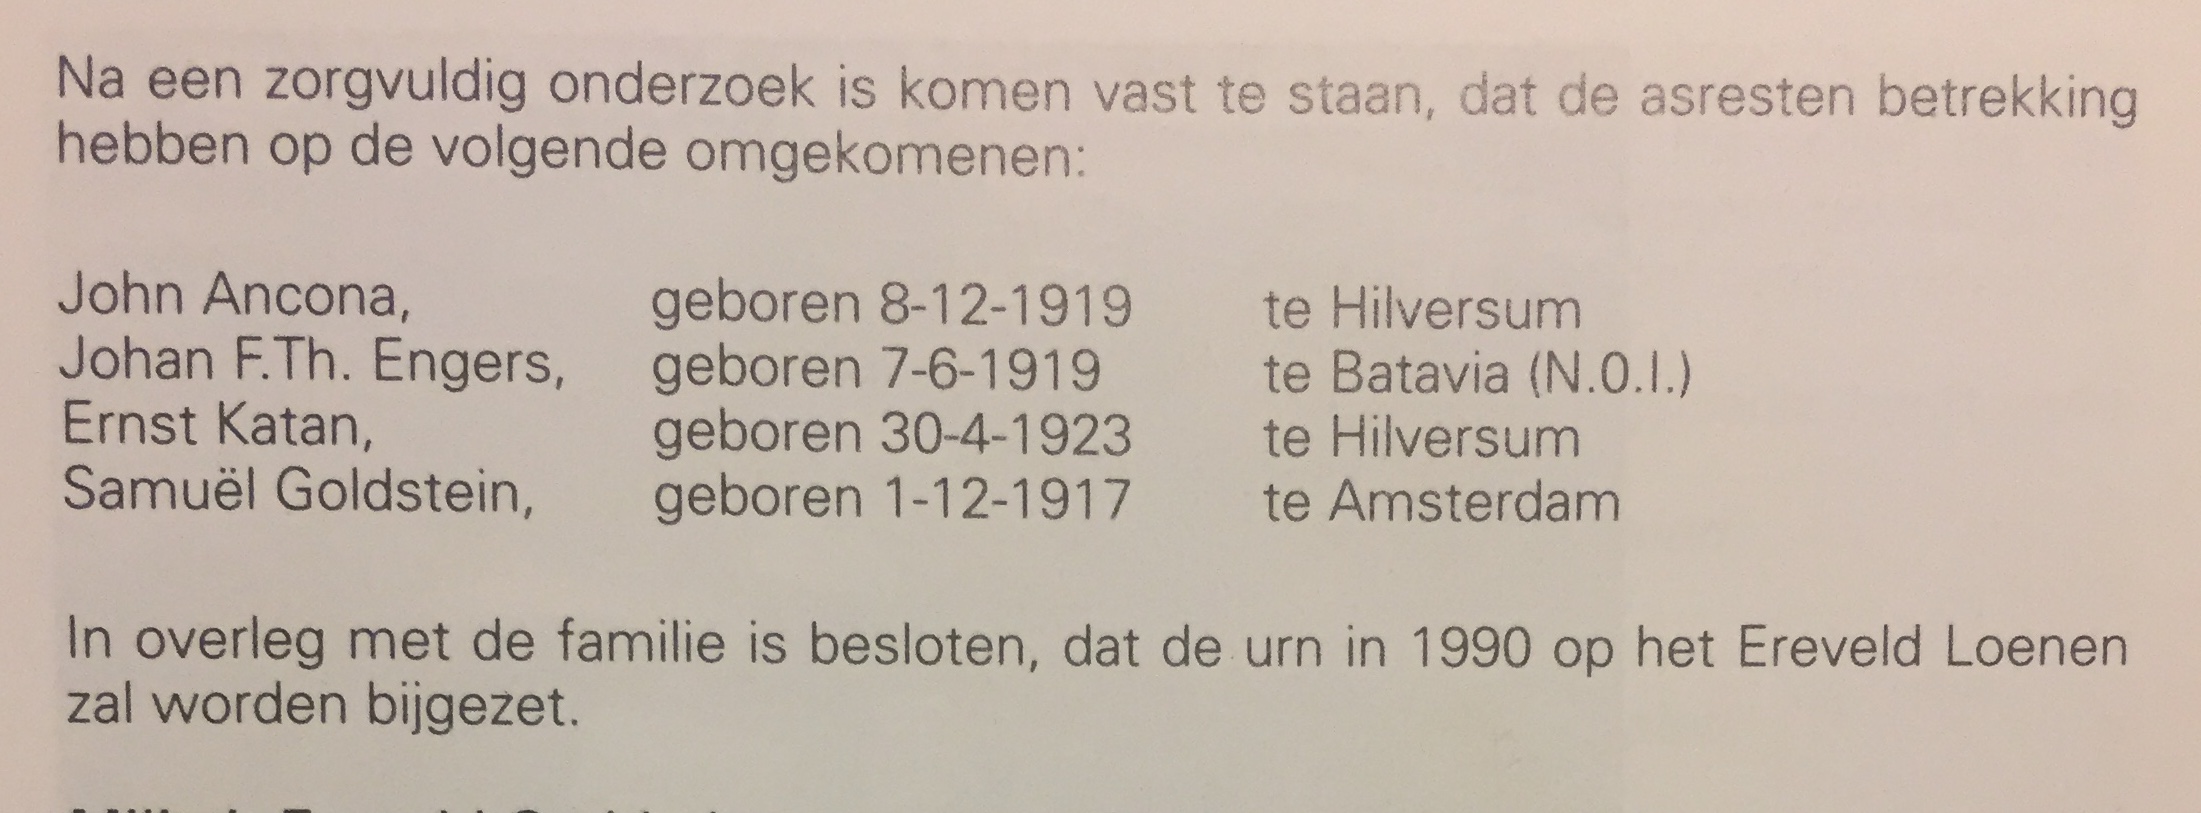 Na een zorgvuldig onderzoek is komen vast te staan, dat de asresten betrekking
hebben op de volgende omgekomenen:
John Ancona, geboren 8-12-1919 te Hilversum
Johan F.Th. Engers, geboren 7-6-1919 te Batavia (N.O.I.)
Ernst Katan, geboren 30-4-1923 te Hilversum
Samuël Goldstein, geboren 1-12-1917 te Amsterdam
In overleg met de familie is besloten, dat de urn in 1990 op het Ereveld Loenen
zal worden bijgezet.